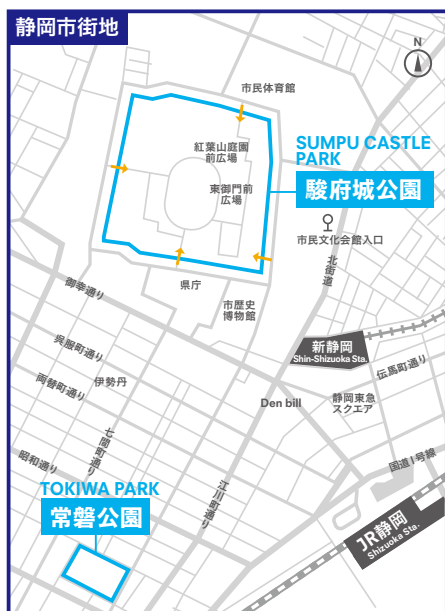 静岡市街地
N
市民体育館
紅葉山庭園
前広場
SUMPU CASTLE
PARK
駿府城公園
東御門前
広場
市民文化会館入口
北街道
県庁
市歴史
博物館
御幸通り
呉服町通り
両替町通り
伊勢丹
新静岡
Shin-Shizuoka Sta.
伝馬町通り
Den bill
静岡東急
スクエア
七間町通り
昭和通り
江川町通り
国道1号線
TOKIWA PARK
常磐公園
JR静岡
Shizuoka Sta.